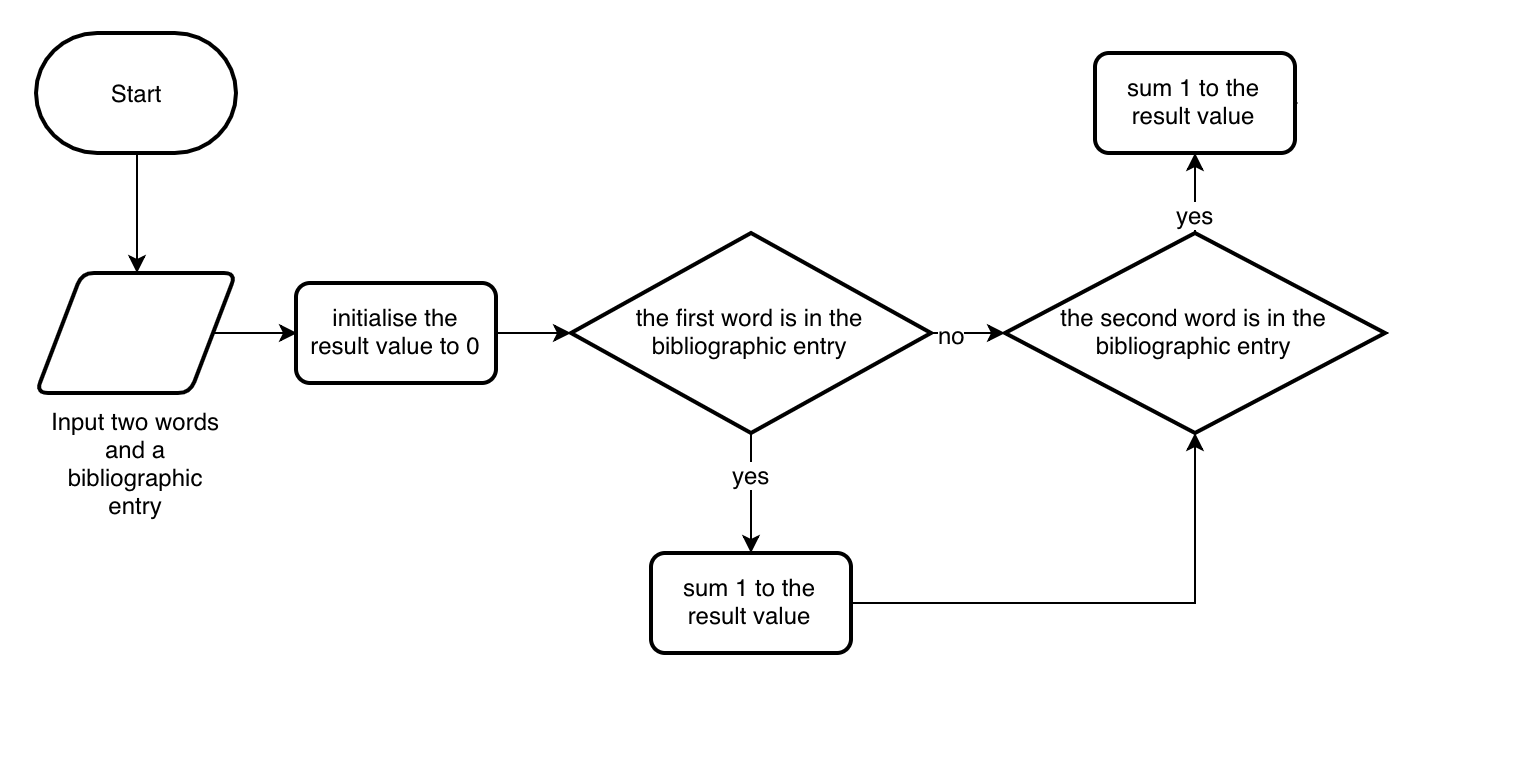 Start
Input two words
and a
bibliographic
entry
initialise the
result value to 0
the first word is in the
bibliographic entry
yes
sum 1 to the
result value
no
the second word is in the
bibliographic entry
yes
sum 1 to the
result value